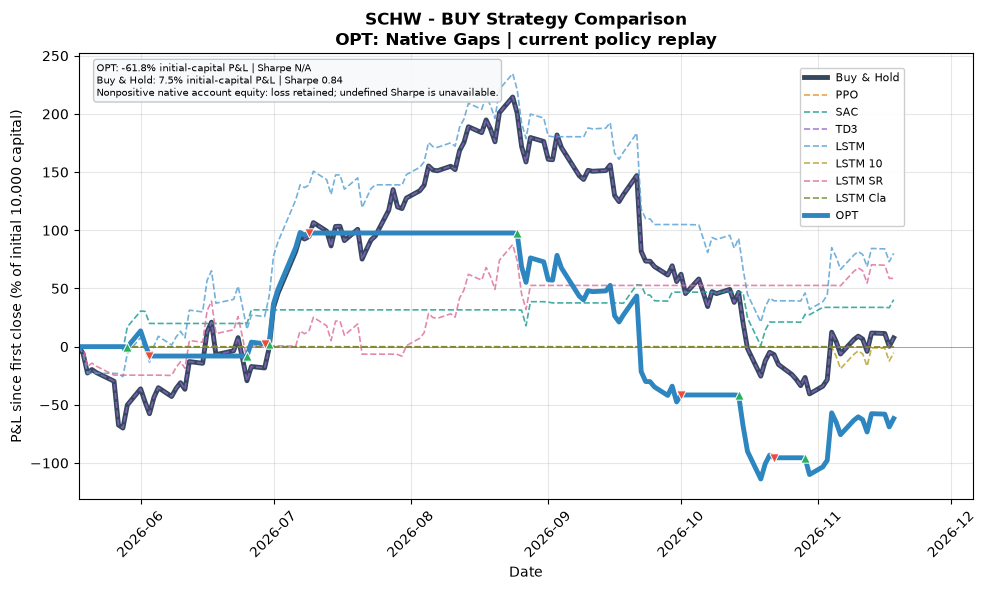 SCHW - BUY Strategy Comparison
OPT: Native Gaps | current policy replay
OPT: -61.8% initial-capital P&L | Sharpe N/A
Buy & Hold: 7.5% initial-capital P&L | Sharpe 0.84
Nonpositive native account equity: loss retained; undefined Sharpe is unavailable.
Buy & Hold
PPO
SAC
TD3
LSTM
LSTM 10
LSTM SR
LSTM Cla
OPT
P&L since first close (% of initial 10,000 capital)
250
200
150
100
50
0
−50
−100
2026-06
2026-07
2026-08
2026-09
2026-10
2026-11
2026-12
Date